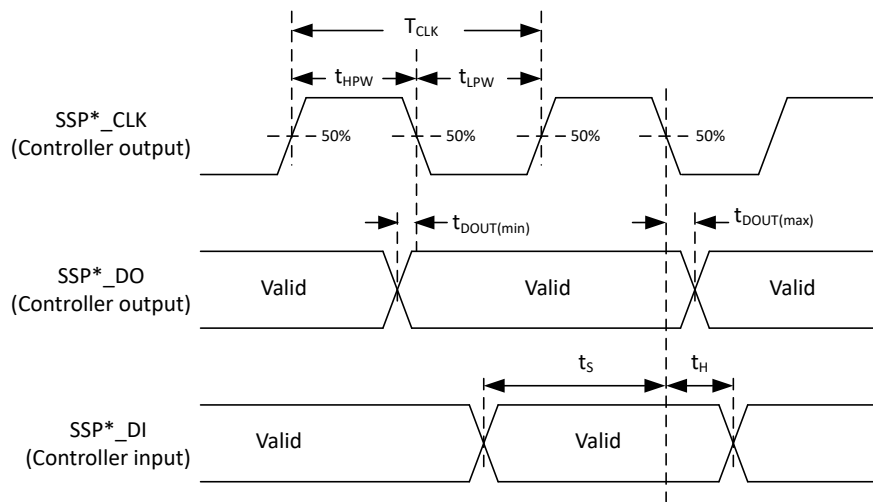 TCLK
tHPW
tLPW
SSP*_CLK
(Controller output)
50%
50%
50%
50%
tDOUT(min)
tDOUT(max)
SSP*_DO
(Controller output)
Valid
Valid
Valid
tS
tH
SSP*_DI
(Controller input)
Valid
Valid